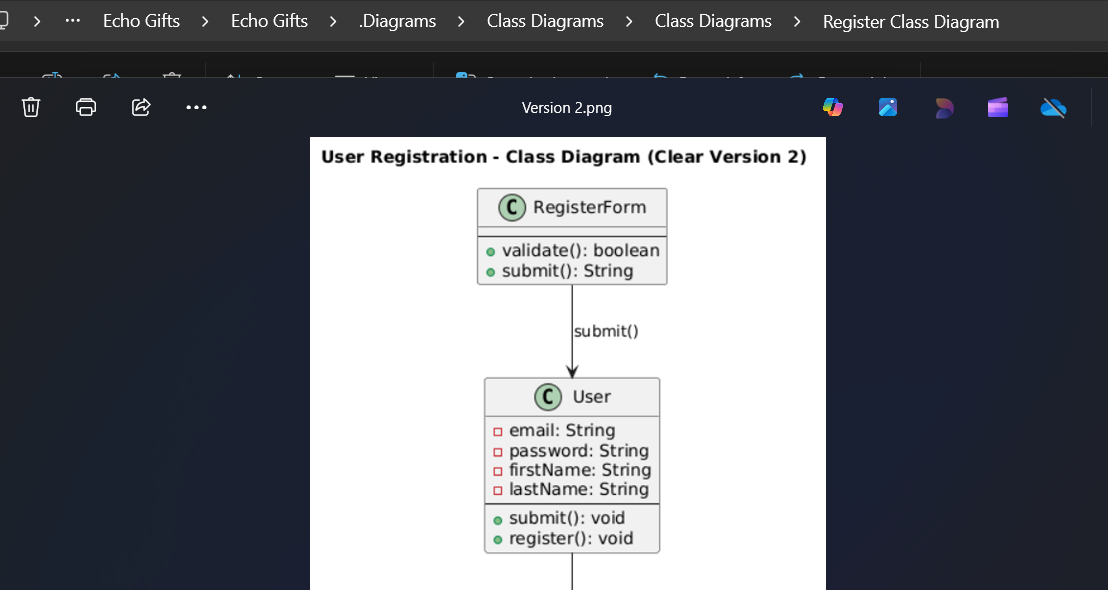 ··· Echo Gifts Echo Gifts .Diagrams Class Diagrams Class Diagrams Register Class Diagram
Version 2.png
User Registration - Class Diagram (Clear Version 2)
C RegisterForm
validate(): boolean
submit(): String
submit()
C User
email: String
password: String
firstName: String
lastName: String
submit(): void
register(): void